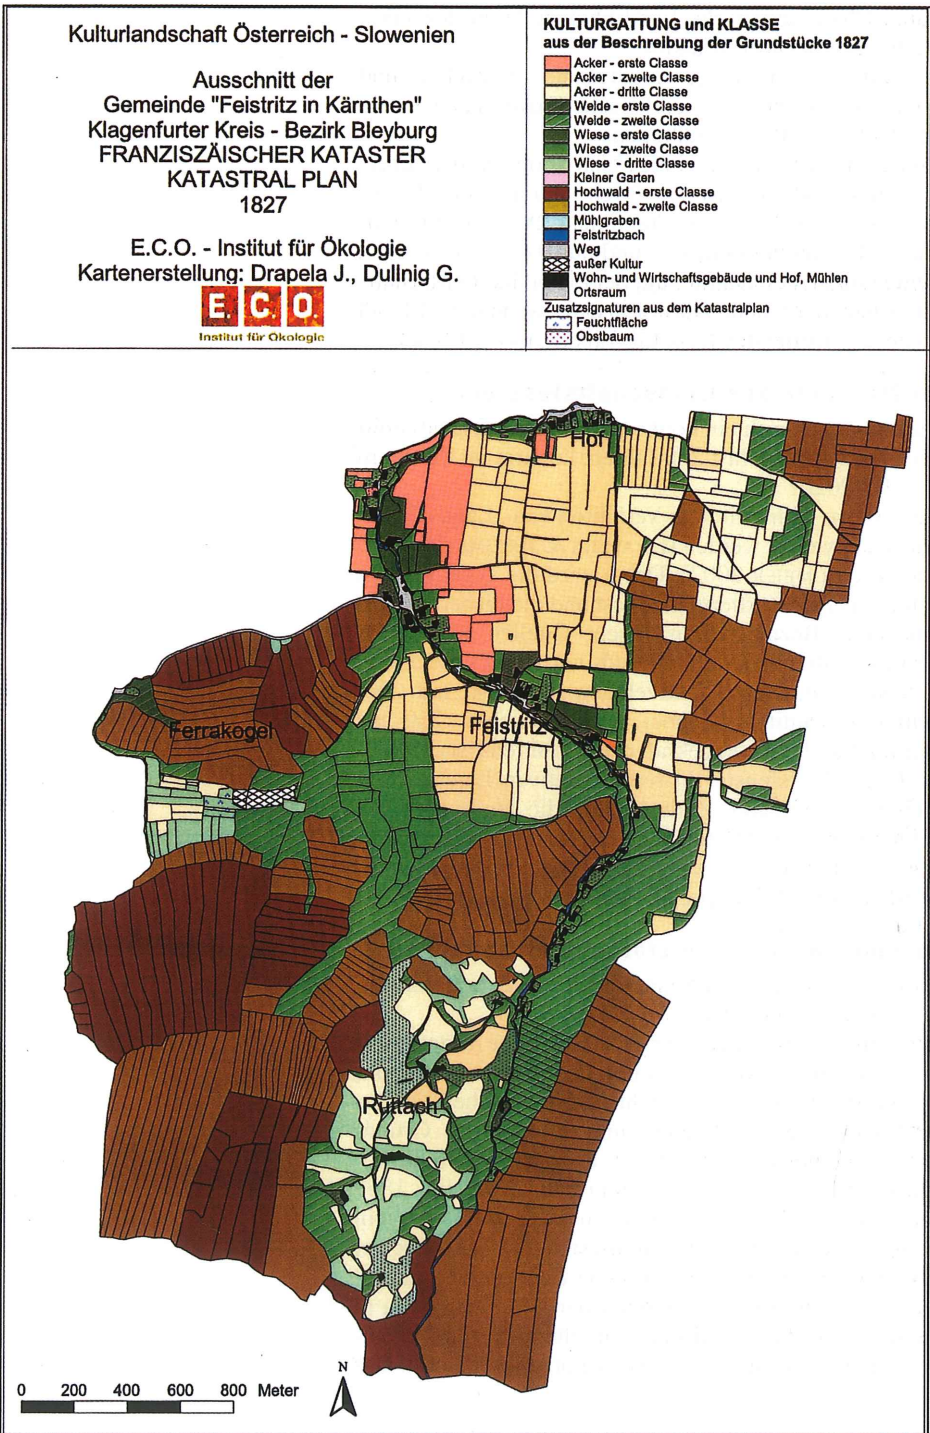 Kulturlandschaft Österreich - Slowenien
Ausschnitt der
Gemeinde "Feistritz in Kärnthen"
Klagenfurter Kreis - Bezirk Bleyburg
FRANZISZÄISCHER KATASTER
KATASTRAL PLAN
1827
E.C.O. - Institut für Ökologie
Kartenerstellung: Drapela J., Dullnig G.
E.C.O.
Institut für Ökologie
KULTURGATTUNG und KLASSE
aus der Beschreibung der Grundstücke 1827
Acker - erste Classe
Acker - zweite Classe
Acker - dritte Classe
Weide - erste Classe
Weide - zweite Classe
Wiese - erste Classe
Wiese - zweite Classe
Wiese - dritte Classe
Kleiner Garten
Hochwald - erste Classe
Hochwald - zweite Classe
Mühlgraben
Feistritzbach
Weg
außer Kultur
Wohn- und Wirtschaftsgebäude und Hof, Mühlen
Ortsraum
Zusatzsignaturen aus dem Katastralplan
Feuchtfläche
Obstbaum
Hof
Ferrakogel
Feistritz
Ruttach
0 200 400 600 800 Meter
N